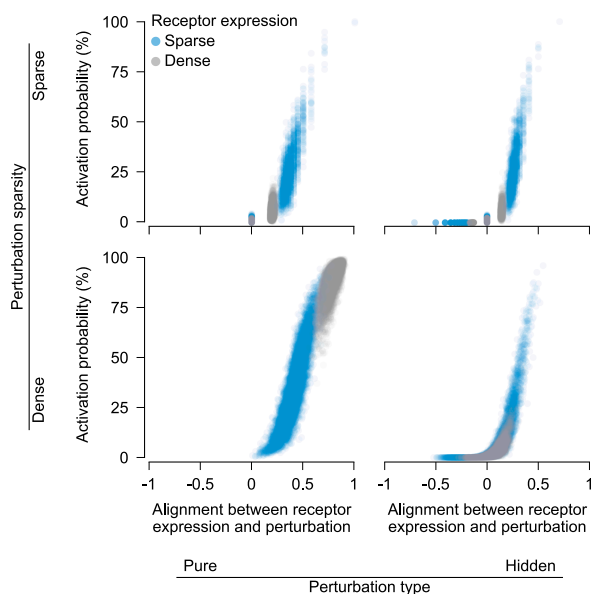 Receptor expression
Sparse
Dense
100
75
50
25
0
Activation probability (%)
Sparse
Perturbation sparsity
Dense
100
75
50
25
0
Activation probability (%)
-1 -0.5 0 0.5 1
-1 -0.5 0 0.5 1
Alignment between receptor
expression and perturbation
Alignment between receptor
expression and perturbation
Pure
Hidden
Perturbation type